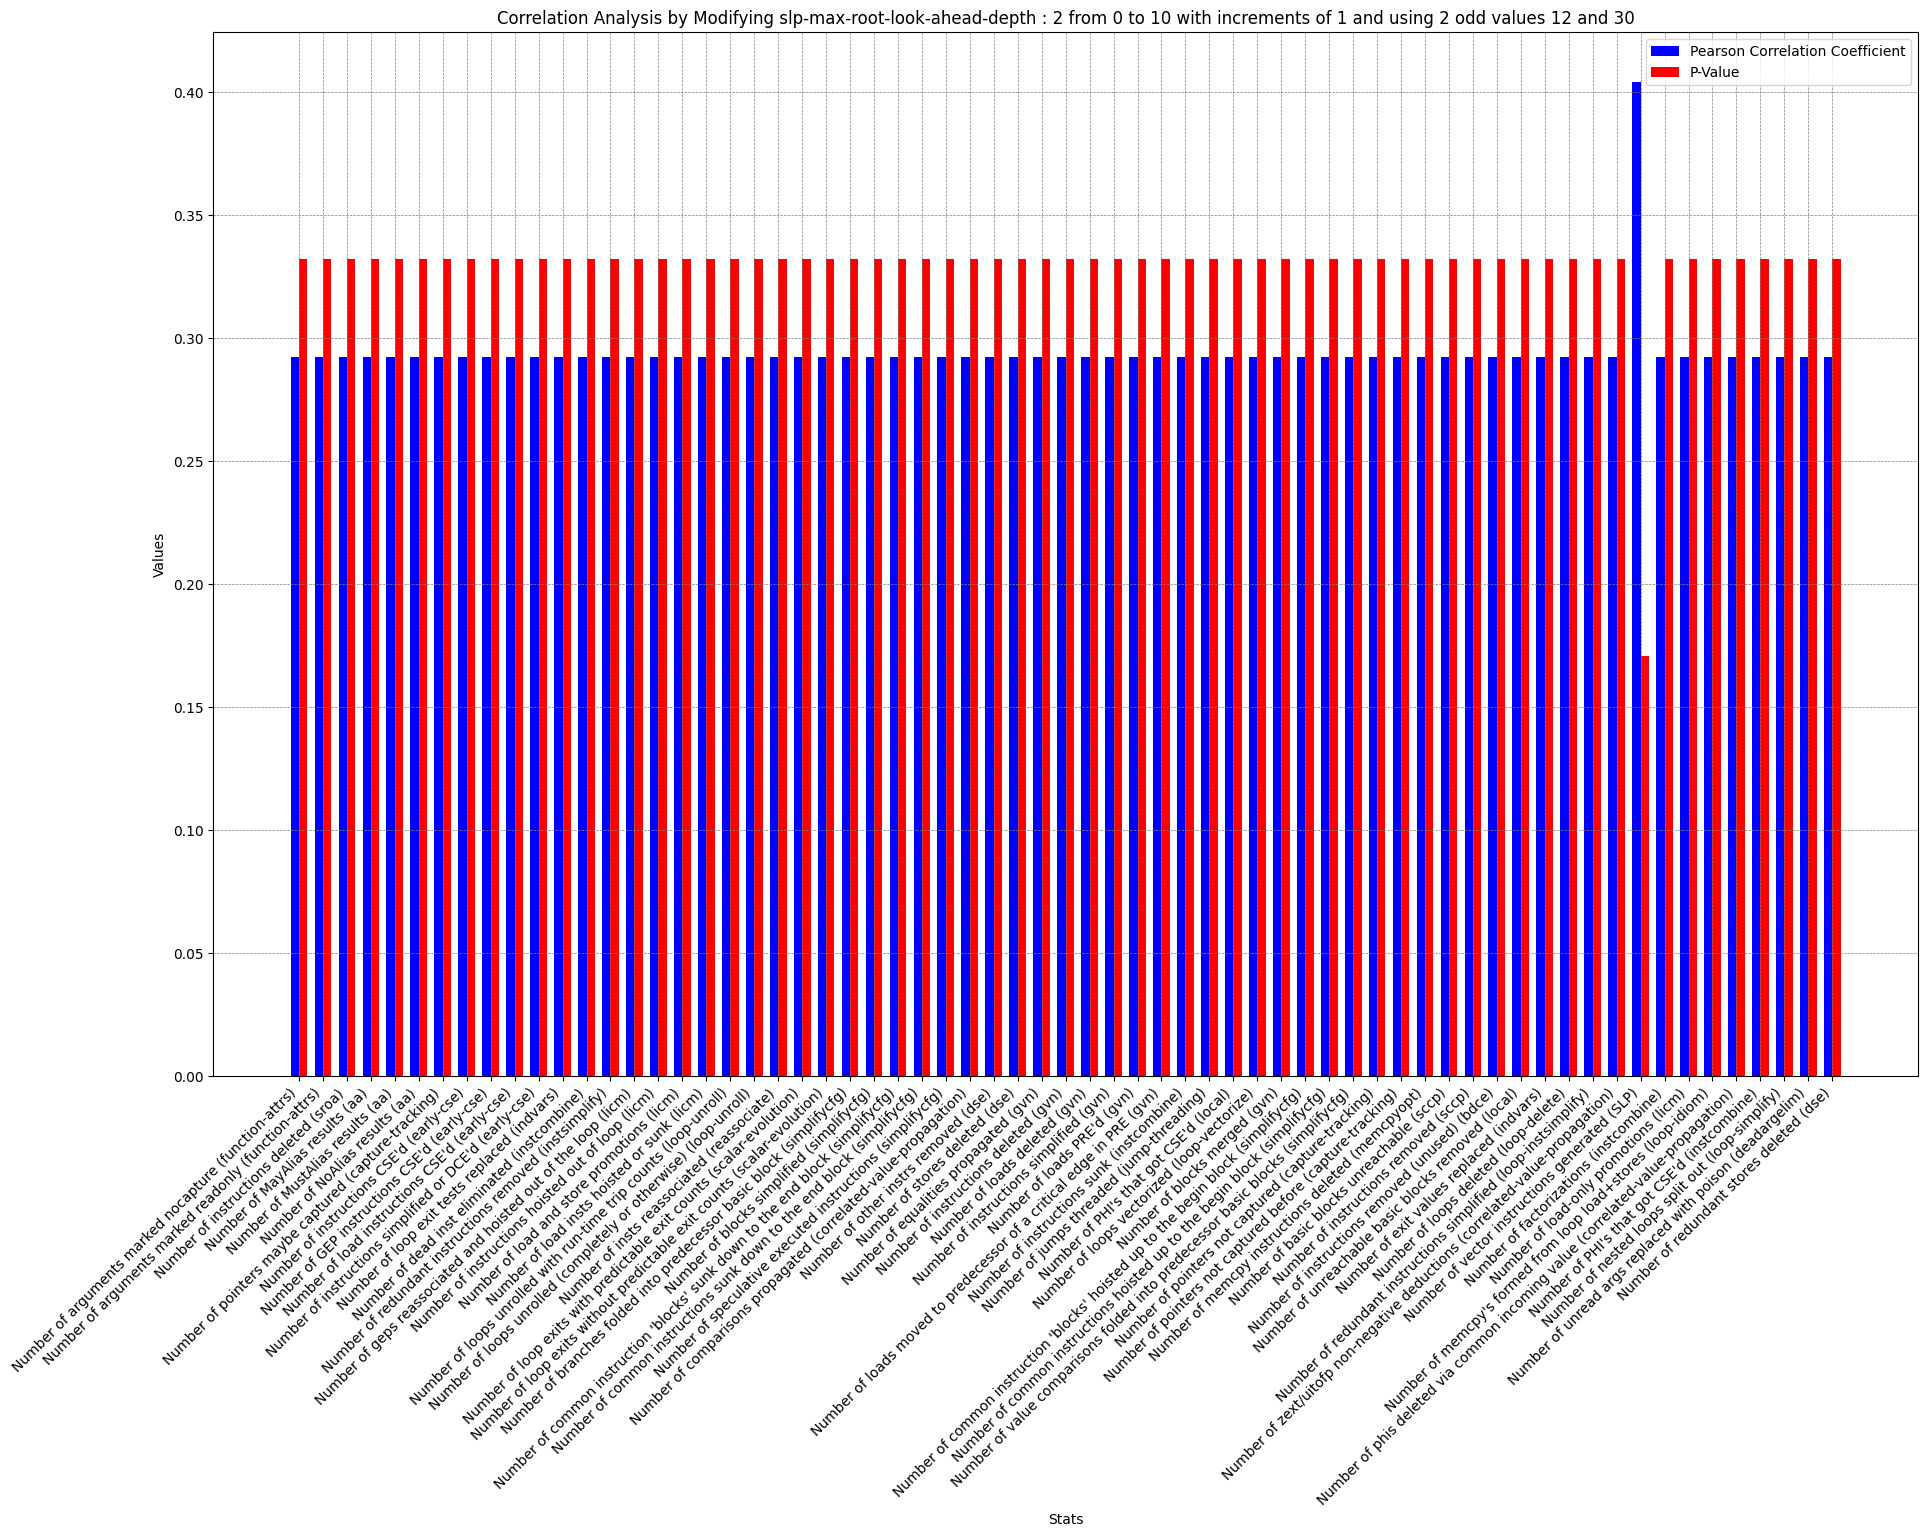 Correlation Analysis by Modifying slp-max-root-look-ahead-depth : 2 from 0 to 10 with increments of 1 and using 2 odd values 12 and 30
Pearson Correlation Coefficient
P-Value
Values
0.40
0.35
0.30
0.25
0.20
0.15
0.10
0.05
0.00
Number of arguments marked nocapture (function-attrs)
Number of arguments marked readonly (function-attrs)
Number of instructions deleted (sroa)
Number of MayAlias results (aa)
Number of MustAlias results (aa)
Number of NoAlias results (aa)
Number of pointers maybe captured (capture-tracking)
Number of GEP instructions CSE'd (early-cse)
Number of instructions CSE'd (early-cse)
Number of load instructions CSE'd (early-cse)
Number of instructions simplified or DCE'd (early-cse)
Number of loop exit tests replaced (indvars)
Number of dead inst eliminated (instcombine)
Number of redundant instructions removed (instsimplify)
Number of geps reassociated and hoisted out of the loop (licm)
Number of instructions hoisted out of loop (licm)
Number of load and store promotions (licm)
Number of load insts hoisted or sunk (licm)
Number of loops unrolled with run-time trip counts (loop-unroll)
Number of loops unrolled (completely or otherwise) (loop-unroll)
Number of insts reassociated (reassociate)
Number of loop exits with predictable exit counts (scalar-evolution)
Number of loop exits without predictable exit counts (scalar-evolution)
Number of branches folded into predecessor basic block (simplifycfg)
Number of blocks simplified (simplifycfg)
Number of common instruction 'blocks' sunk down to the end block (simplifycfg)
Number of common instructions sunk down to the end block (simplifycfg)
Number of speculative executed instructions (simplifycfg)
Number of comparisons propagated (correlated-value-propagation)
Number of other instrs removed (dse)
Number of stores deleted (dse)
Number of equalities propagated (gvn)
Number of instructions deleted (gvn)
Number of loads deleted (gvn)
Number of instructions simplified (gvn)
Number of loads PRE'd (gvn)
Number of loads moved to predecessor of a critical edge in PRE (gvn)
Number of instructions sunk (instcombine)
Number of jumps threaded (jump-threading)
Number of PHI's that got CSE'd (local)
Number of loops vectorized (loop-vectorize)
Number of blocks merged (gvn)
Number of common instruction 'blocks' hoisted up to the begin block (simplifycfg)
Number of common instructions hoisted up to the begin block (simplifycfg)
Number of value comparisons folded into predecessor basic blocks (simplifycfg)
Number of pointers not captured (capture-tracking)
Number of pointers not captured before (capture-tracking)
Number of memcpy instructions deleted (memcpyopt)
Number of basic blocks unreachable (sccp)
Number of instructions removed (sccp)
Number of instructions removed (unused) (bdce)
Number of unreachable basic blocks removed (local)
Number of exit values replaced (indvars)
Number of loops deleted (loop-delete)
Number of redundant instructions simplified (loop-instsimplify)
Number of zext/uitofp non-negative deductions (correlated-value-propagation)
Number of vector instructions generated (SLP)
Number of factorizations (instcombine)
Number of load-only promotions (licm)
Number of memcpy's formed from loop load+stores (loop-idiom)
Number of phis deleted via common incoming value (correlated-value-propagation)
Number of PHI's that got CSE'd (instcombine)
Number of nested loops split out (loop-simplify)
Number of unread args replaced with poison (deadargelim)
Number of redundant stores deleted (dse)
Stats